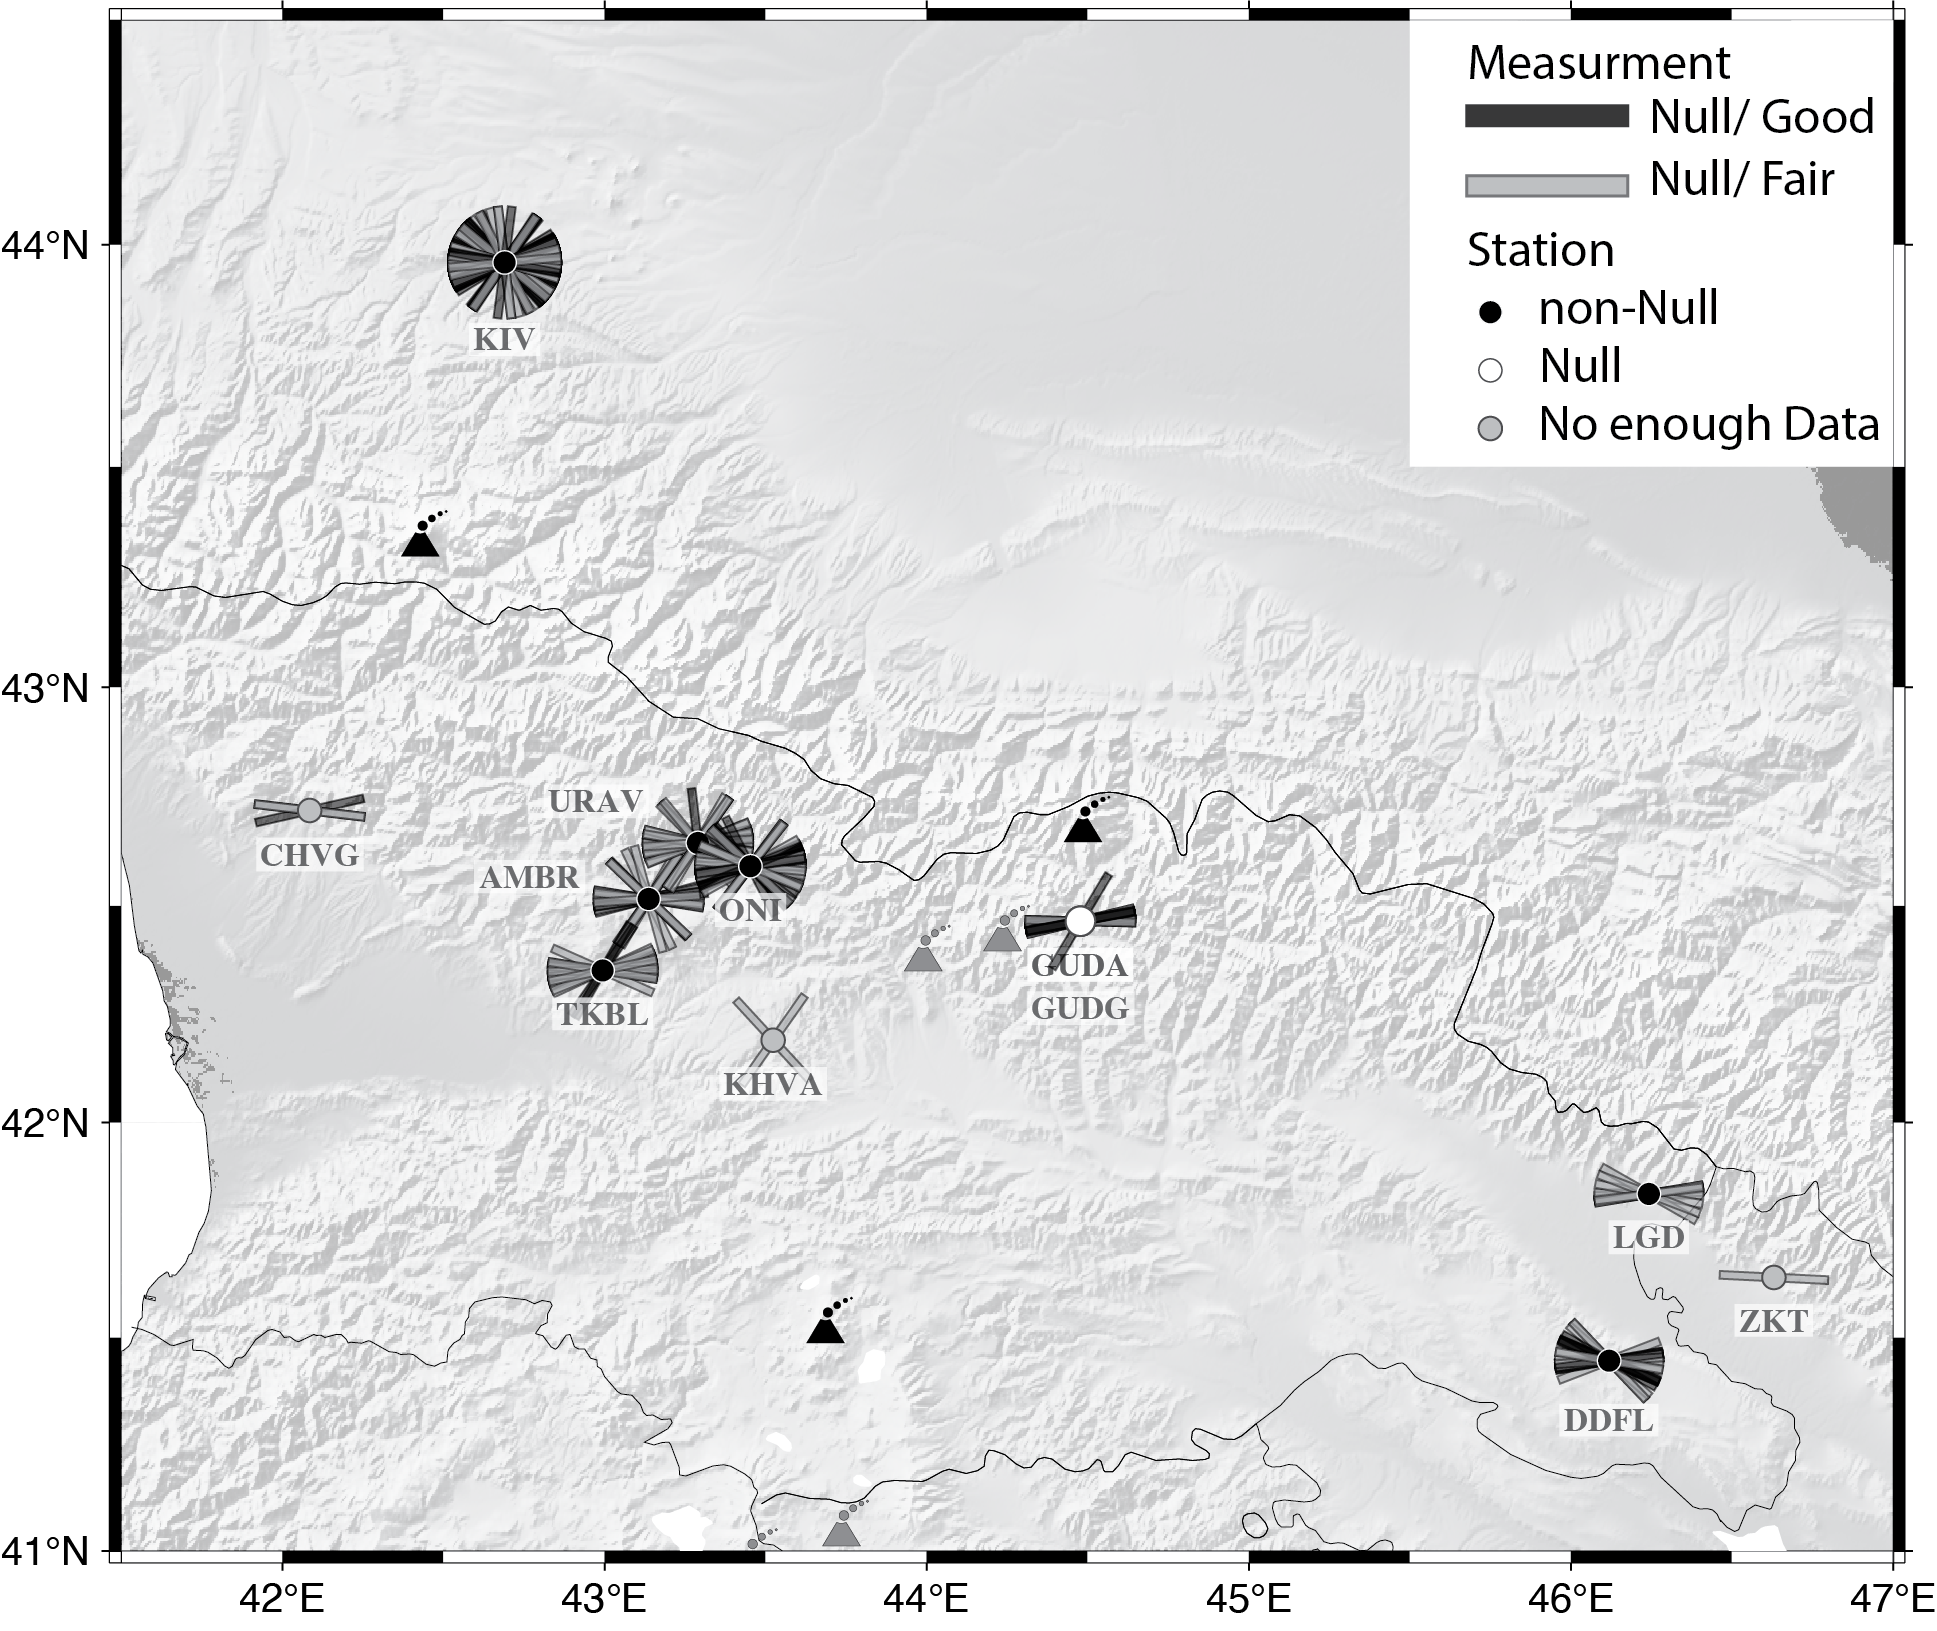 Measurment
Null/ Good
Null/ Fair
Station
non-Null
Null
No enough Data
44°N
KIV
43°N
URAV
CHVG
AMBR
ONI
GUDA
GUDG
TKBL
KHVA
42°N
LGD
ZKT
DDFL
41°N
42°E
43°E
44°E
45°E
46°E
47°E